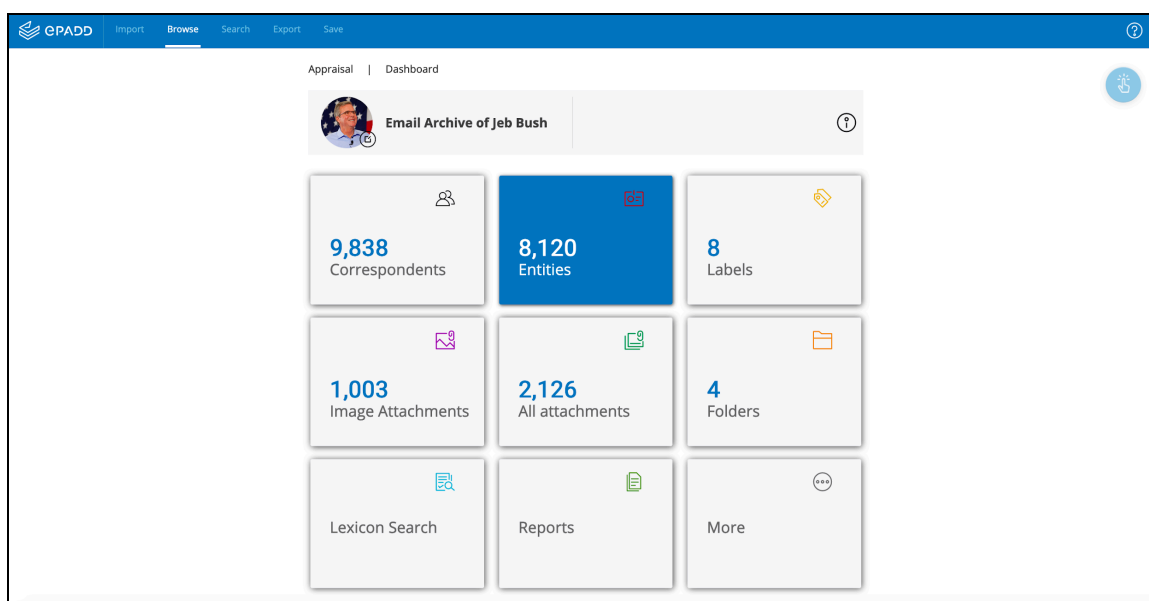 ePADD Import Browse Search Export Save
Appraisal | Dashboard
Email Archive of Jeb Bush
9,838
Correspondents
8,120
Entities
8
Labels
1,003
Image Attachments
2,126
All attachments
4
Folders
Lexicon Search
Reports
More